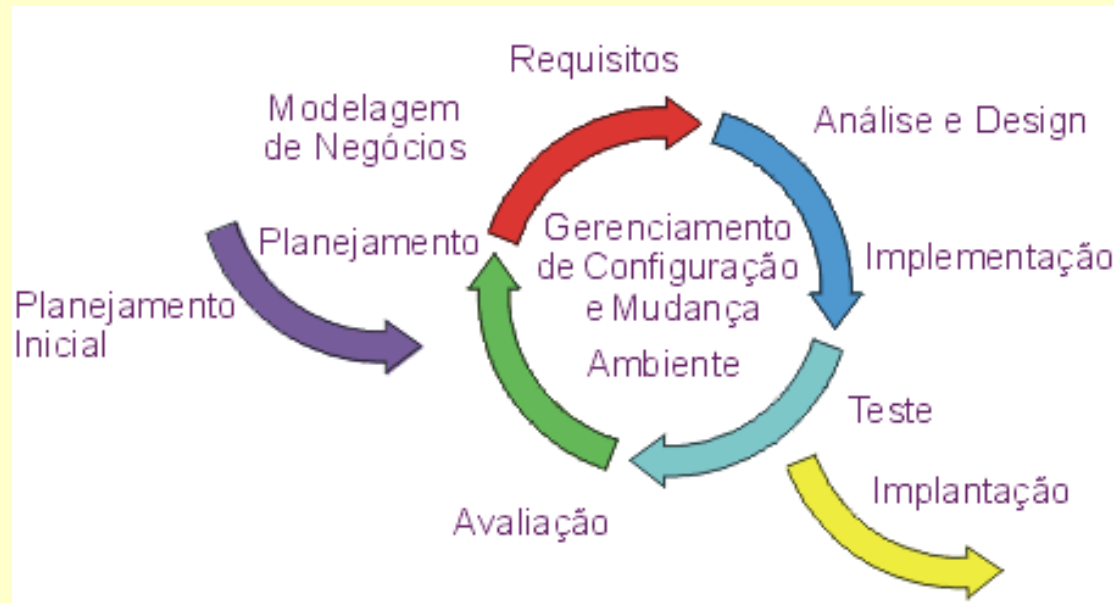 Requisitos
Modelagem
de Negócios
Análise e Design
Planejamento
Gerenciamento
de Configuração
e Mudança
Implementação
Planejamento
Inicial
Ambiente
Teste
Implantação
Avaliação